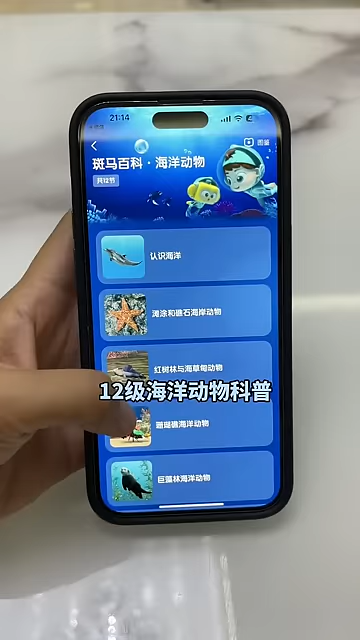 21:14
斑马百科·海洋动物
图鉴
共12节
认识海洋
滩涂和礁石海岸动物
红树林与海草甸动物
12级海洋动物科普
珊瑚礁海洋动物
巨藻林海洋动物